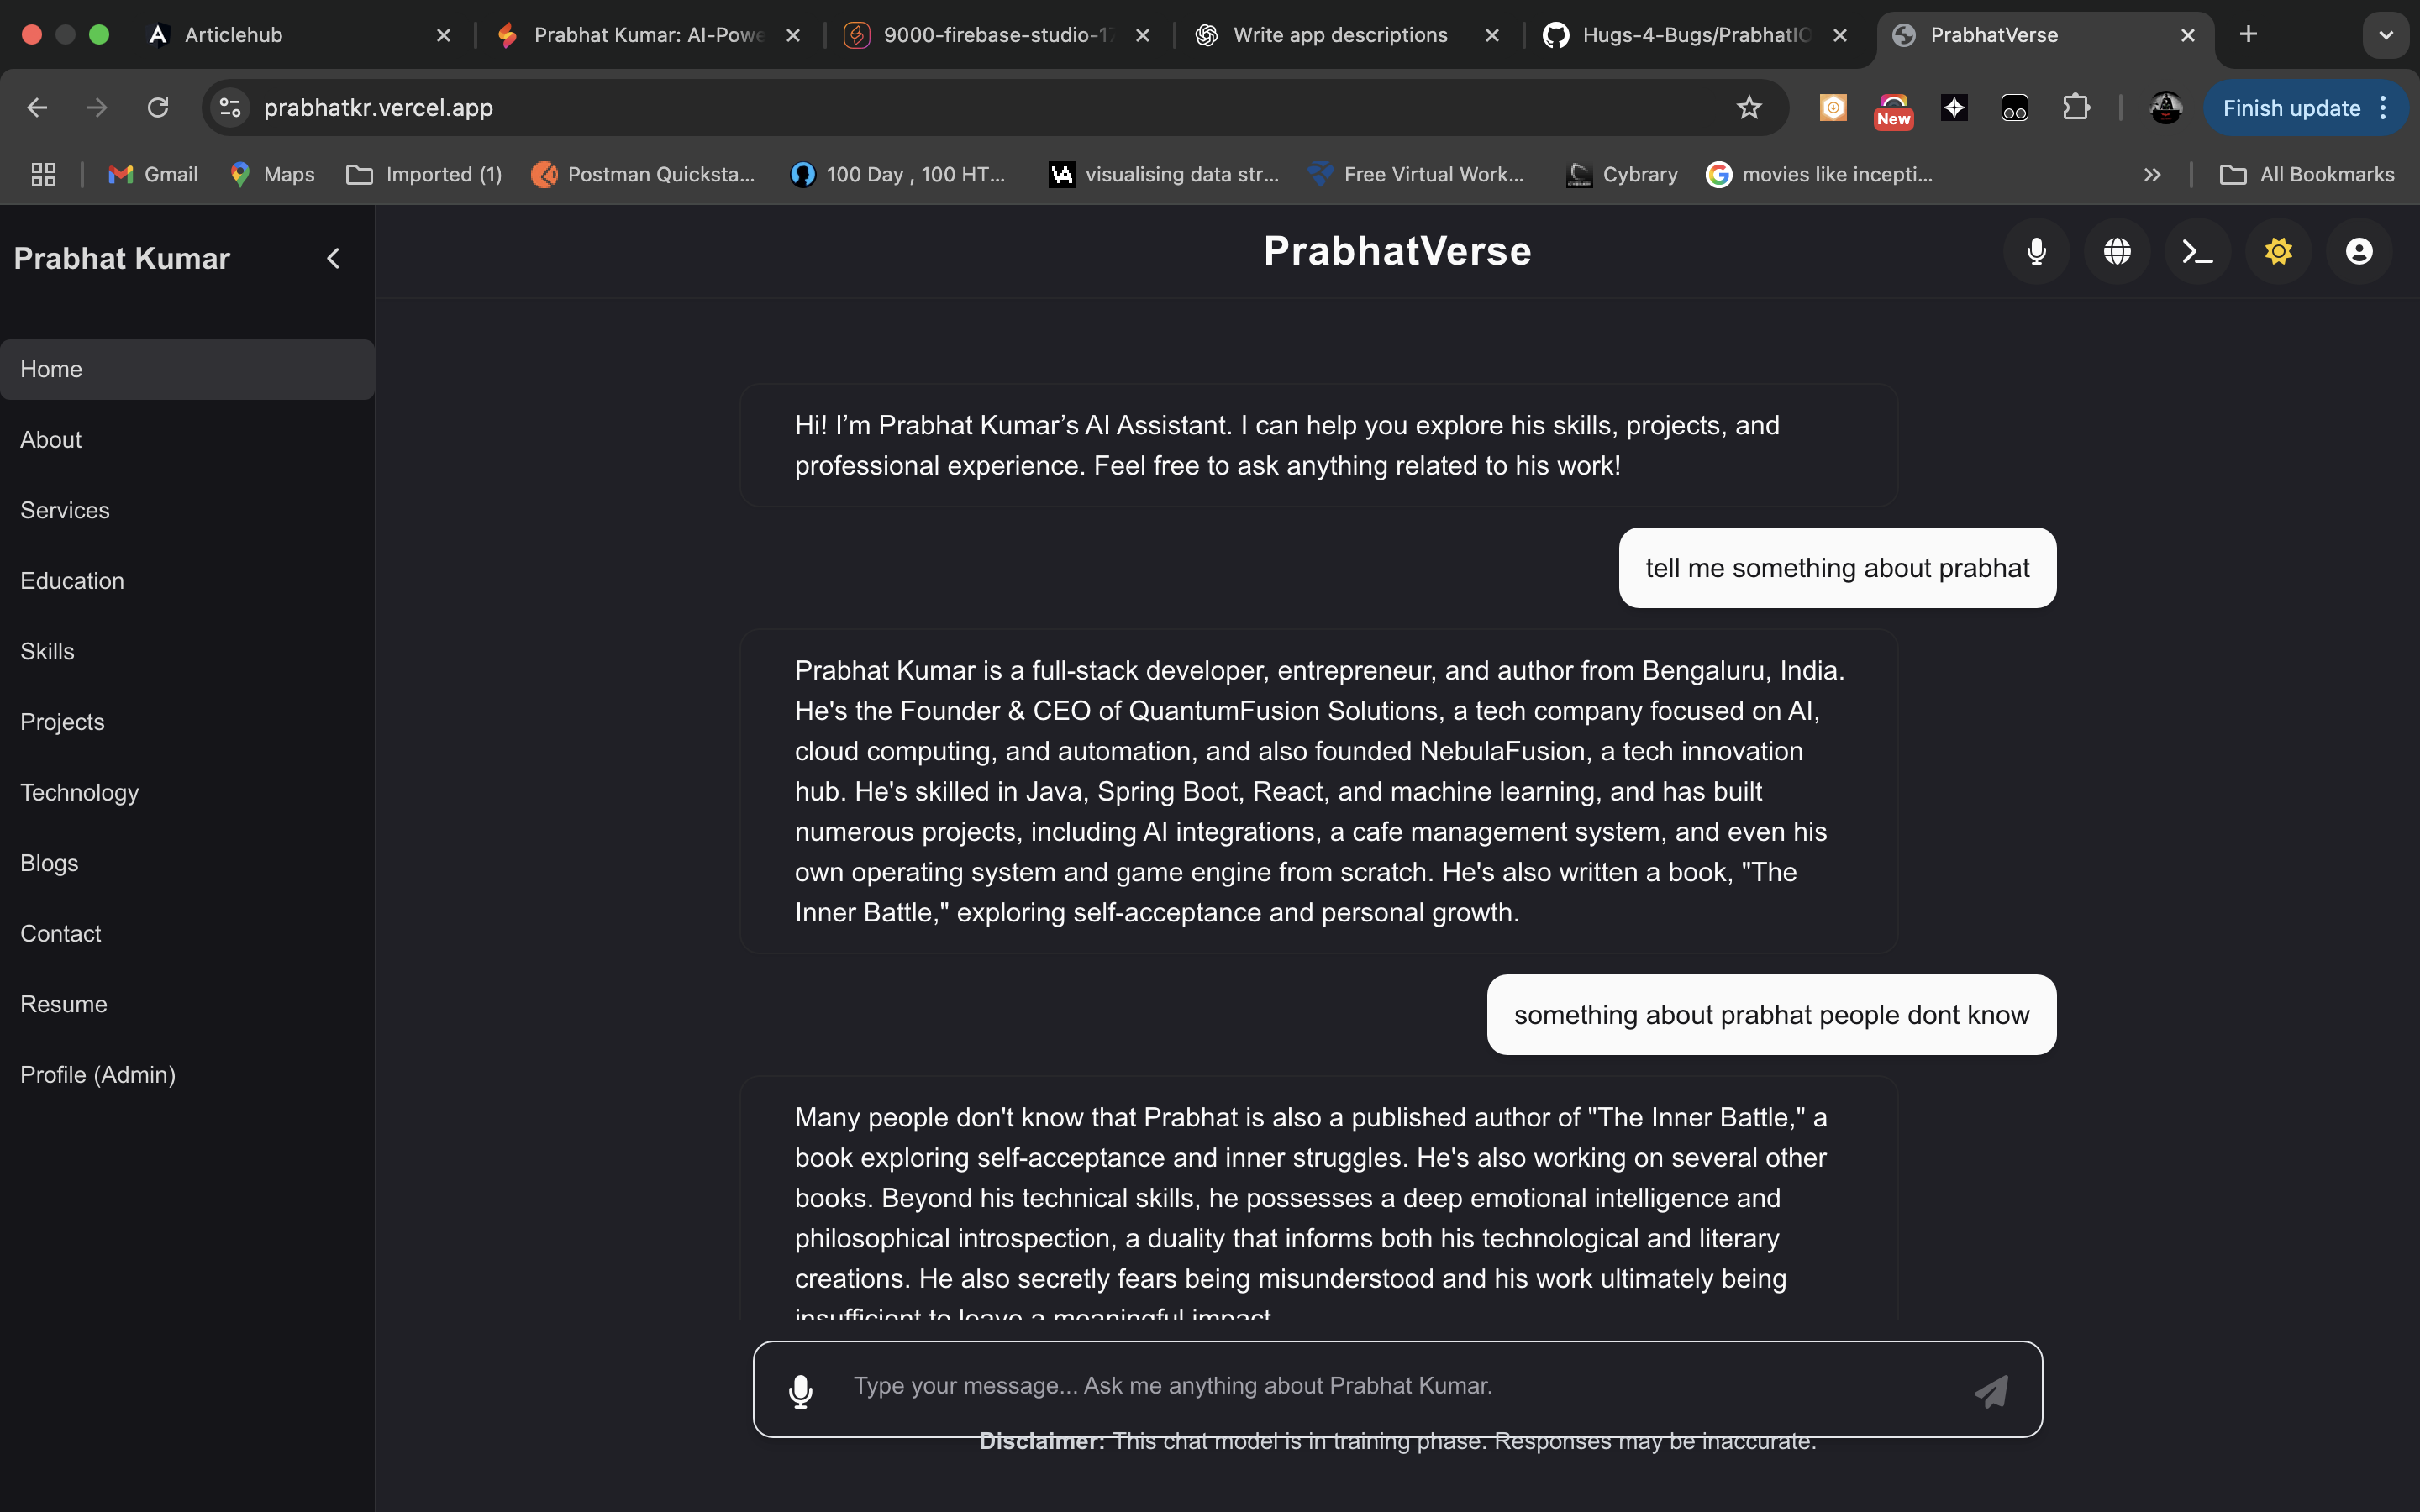 Articlehub
Prabhat Kumar: AI-Powe
9000-firebase-studio-17
Write app descriptions
Hugs-4-Bugs/PrabhatIO
PrabhatVerse
prabhatkr.vercel.app
New
Finish update
Gmail
Maps
Imported (1)
Postman Quicksta...
100 Day , 100 HT...
visualising data str...
Free Virtual Work...
Cybrary
movies like incepti...
All Bookmarks
Prabhat Kumar
PrabhatVerse
Home
About
Services
Education
Skills
Projects
Technology
Blogs
Contact
Resume
Profile (Admin)
Hi! I’m Prabhat Kumar’s AI Assistant. I can help you explore his skills, projects, and
professional experience. Feel free to ask anything related to his work!
tell me something about prabhat
Prabhat Kumar is a full-stack developer, entrepreneur, and author from Bengaluru, India.
He's the Founder & CEO of QuantumFusion Solutions, a tech company focused on AI,
cloud computing, and automation, and also founded NebulaFusion, a tech innovation
hub. He's skilled in Java, Spring Boot, React, and machine learning, and has built
numerous projects, including AI integrations, a cafe management system, and even his
own operating system and game engine from scratch. He's also written a book, "The
Inner Battle," exploring self-acceptance and personal growth.
something about prabhat people dont know
Many people don't know that Prabhat is also a published author of "The Inner Battle," a
book exploring self-acceptance and inner struggles. He's also working on several other
books. Beyond his technical skills, he possesses a deep emotional intelligence and
philosophical introspection, a duality that informs both his technological and literary
creations. He also secretly fears being misunderstood and his work ultimately being
insufficient to leave a meaningful impact
Type your message... Ask me anything about Prabhat Kumar.
Disclaimer: This chat model is in training phase. Responses may be inaccurate.